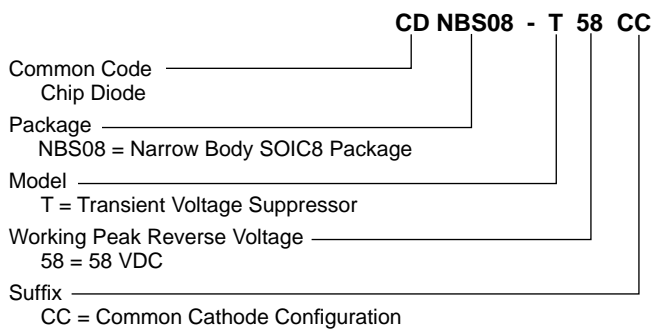 CD NBS08 - T 58 CC
Common Code
Chip Diode
Package
NBS08 = Narrow Body SOIC8 Package
Model
T = Transient Voltage Suppressor
Working Peak Reverse Voltage
58 = 58 VDC
Suffix
CC = Common Cathode Configuration